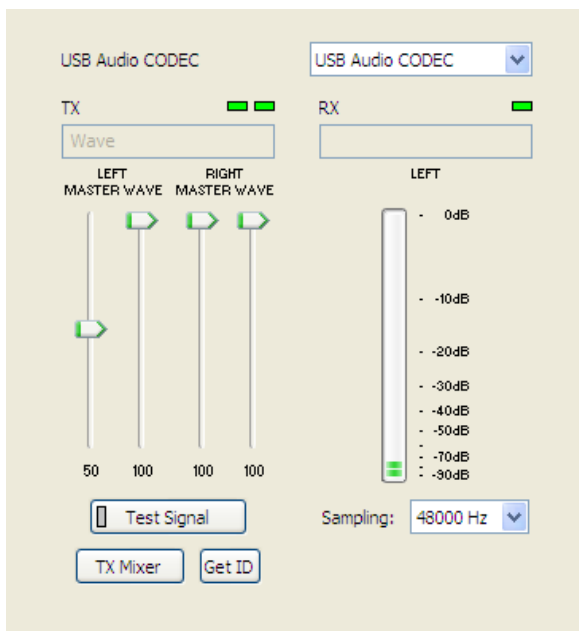 USB Audio CODEC
USB Audio CODEC
TX
RX
Wave
LEFT RIGHT
MASTER WAVE MASTER WAVE
LEFT
- 0dB
- -10dB
- -20dB
- -30dB
- -40dB
- -50dB
- -70dB
- -90dB
50 100 100 100
Test Signal
Sampling: 48000 Hz
TX Mixer Get ID